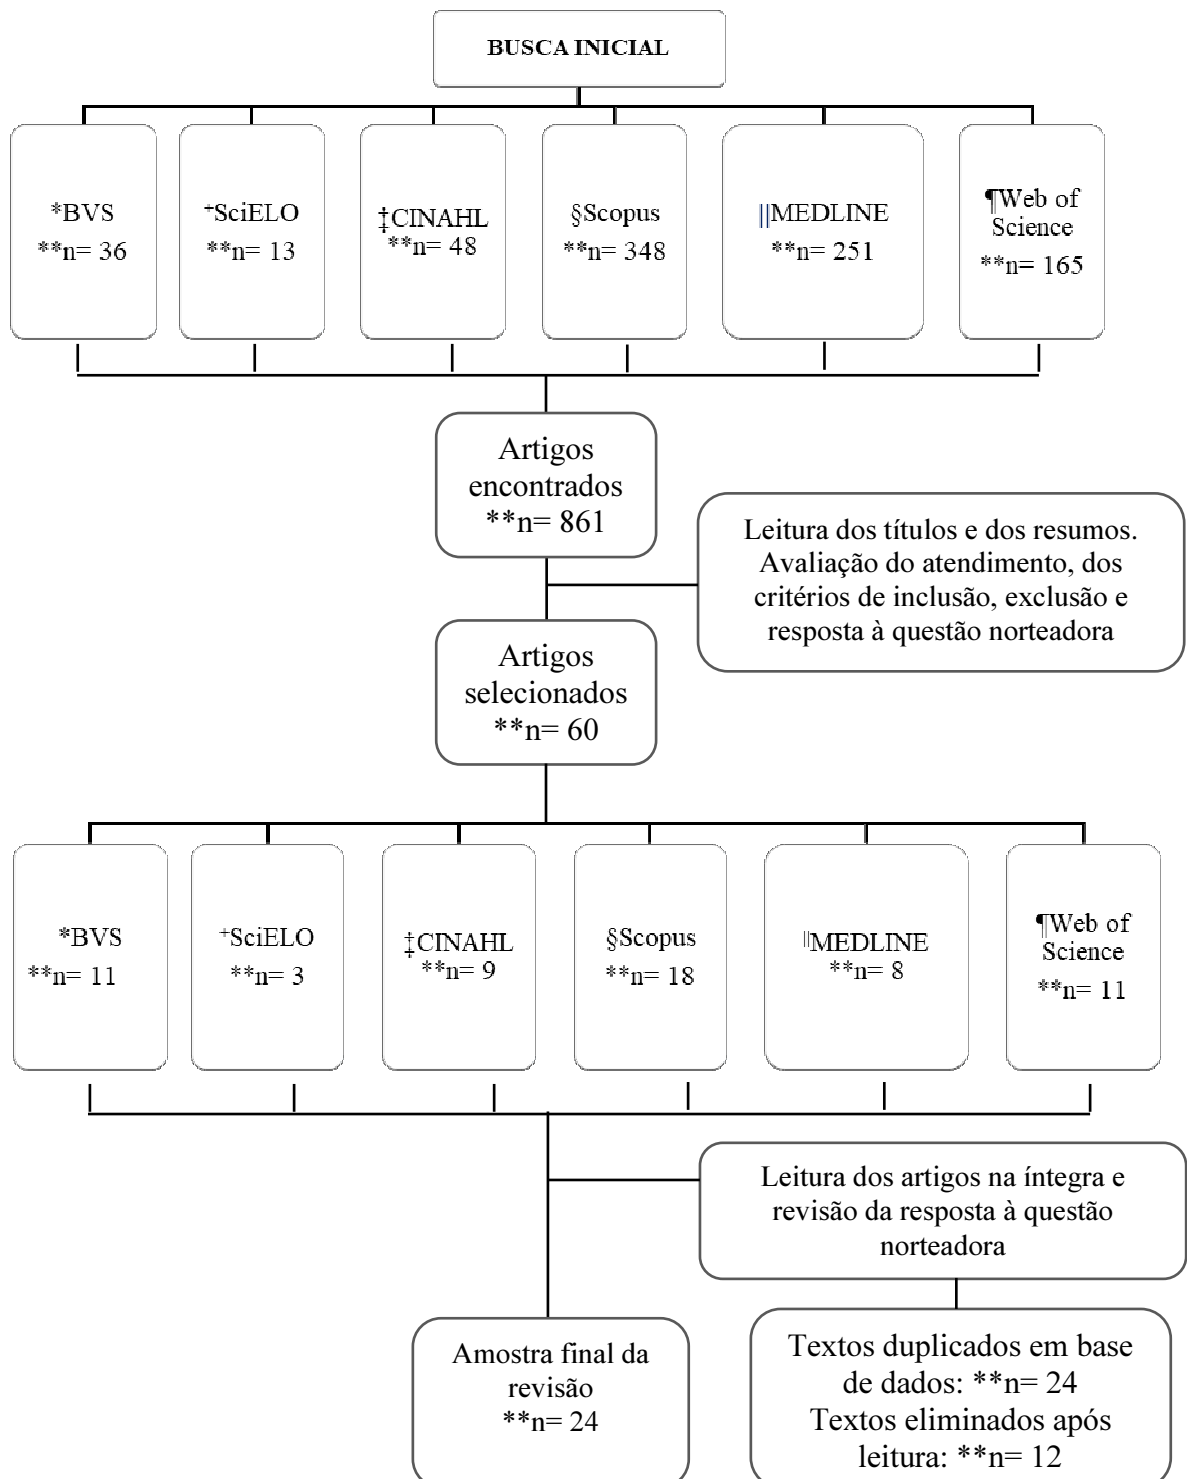 BUSCA INICIAL
*BVS
**n= 36
+SciELO
**n= 13
‡CINAHL
**n= 48
§Scopus
**n= 348
||MEDLINE
**n= 251
¶Web of
Science
**n= 165
Artigos
encontrados
**n= 861
Leitura dos títulos e dos resumos.
Avaliação do atendimento, dos
critérios de inclusão, exclusão e
resposta à questão norteadora
Artigos
selecionados
**n= 60
*BVS
**n= 11
+SciELO
**n= 3
‡CINAHL
**n= 9
§Scopus
**n= 18
||MEDLINE
**n= 8
¶Web of
Science
**n= 11
Leitura dos artigos na íntegra e
revisão da resposta à questão
norteadora
Amostra final da
revisão
**n= 24
Textos duplicados em base
de dados: **n= 24
Textos eliminados após
leitura: **n= 12